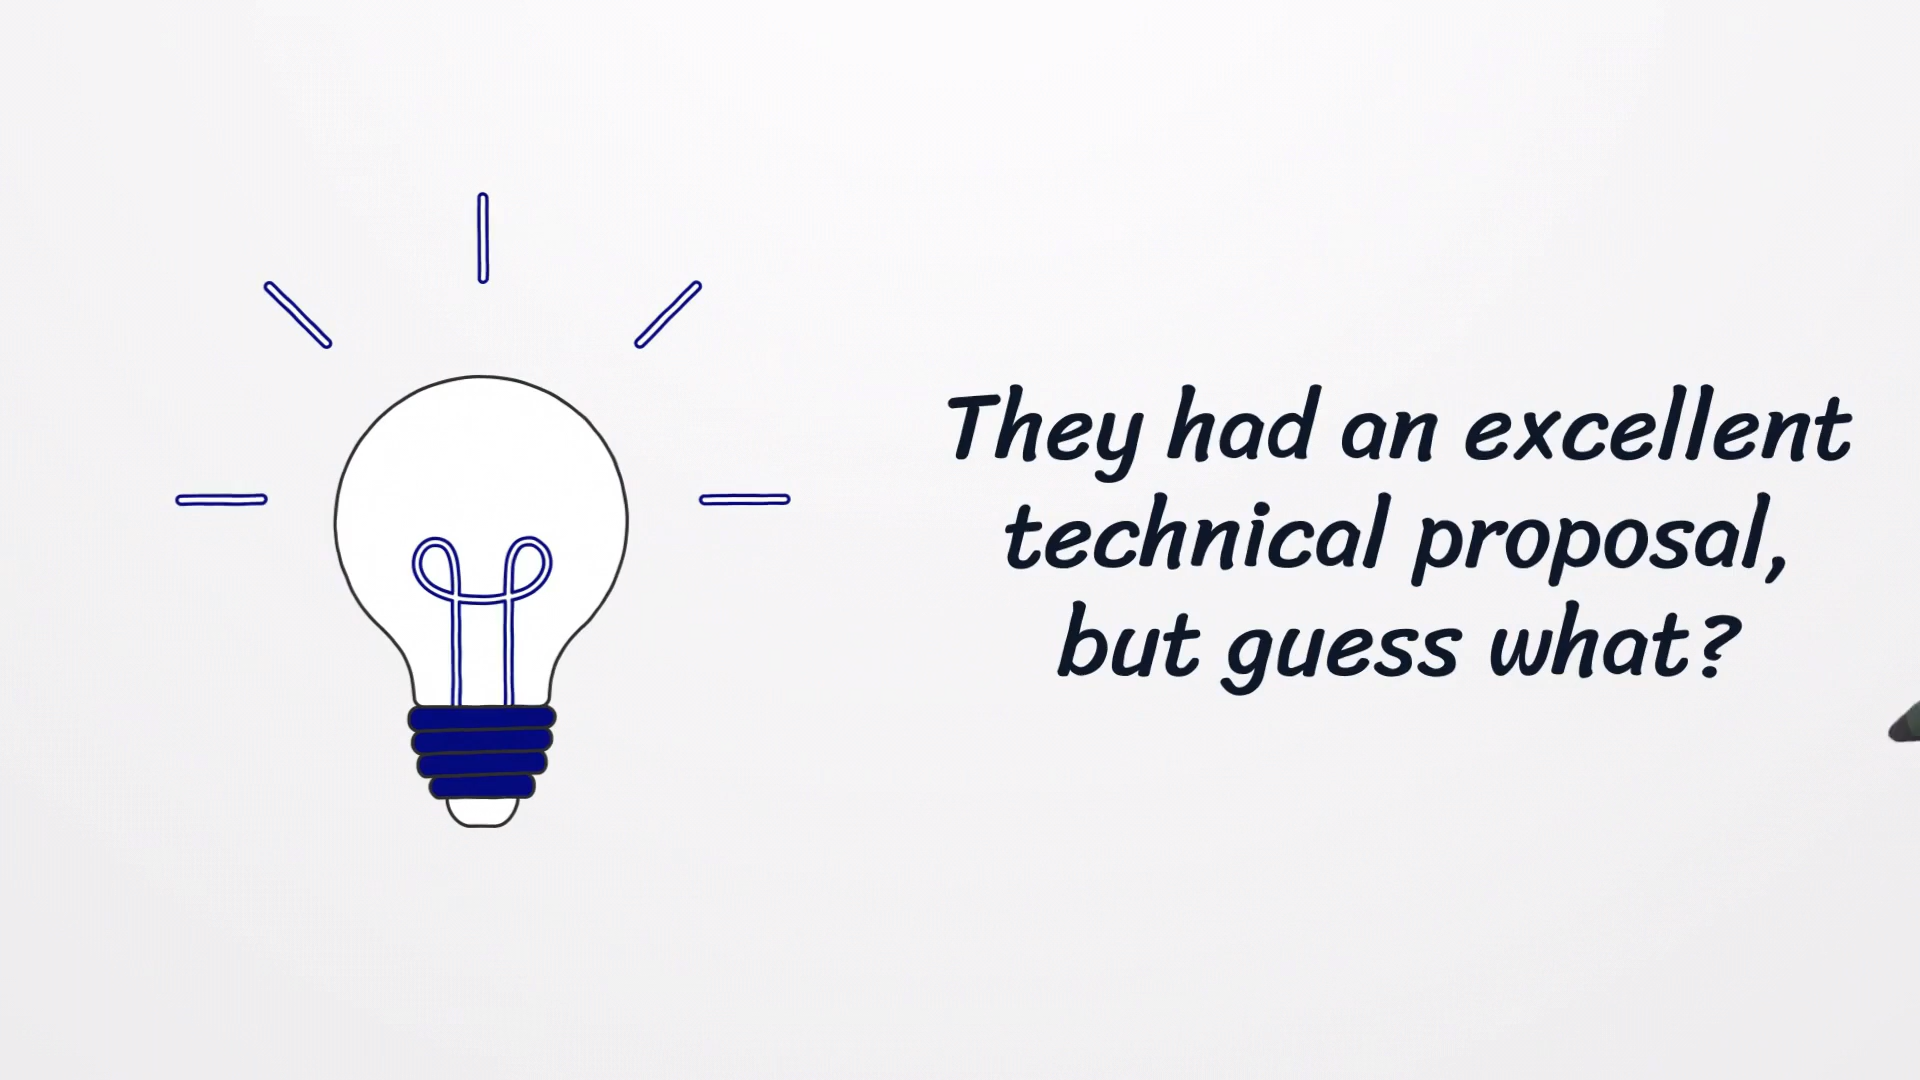 They had an excellent
technical proposal,
but guess what?